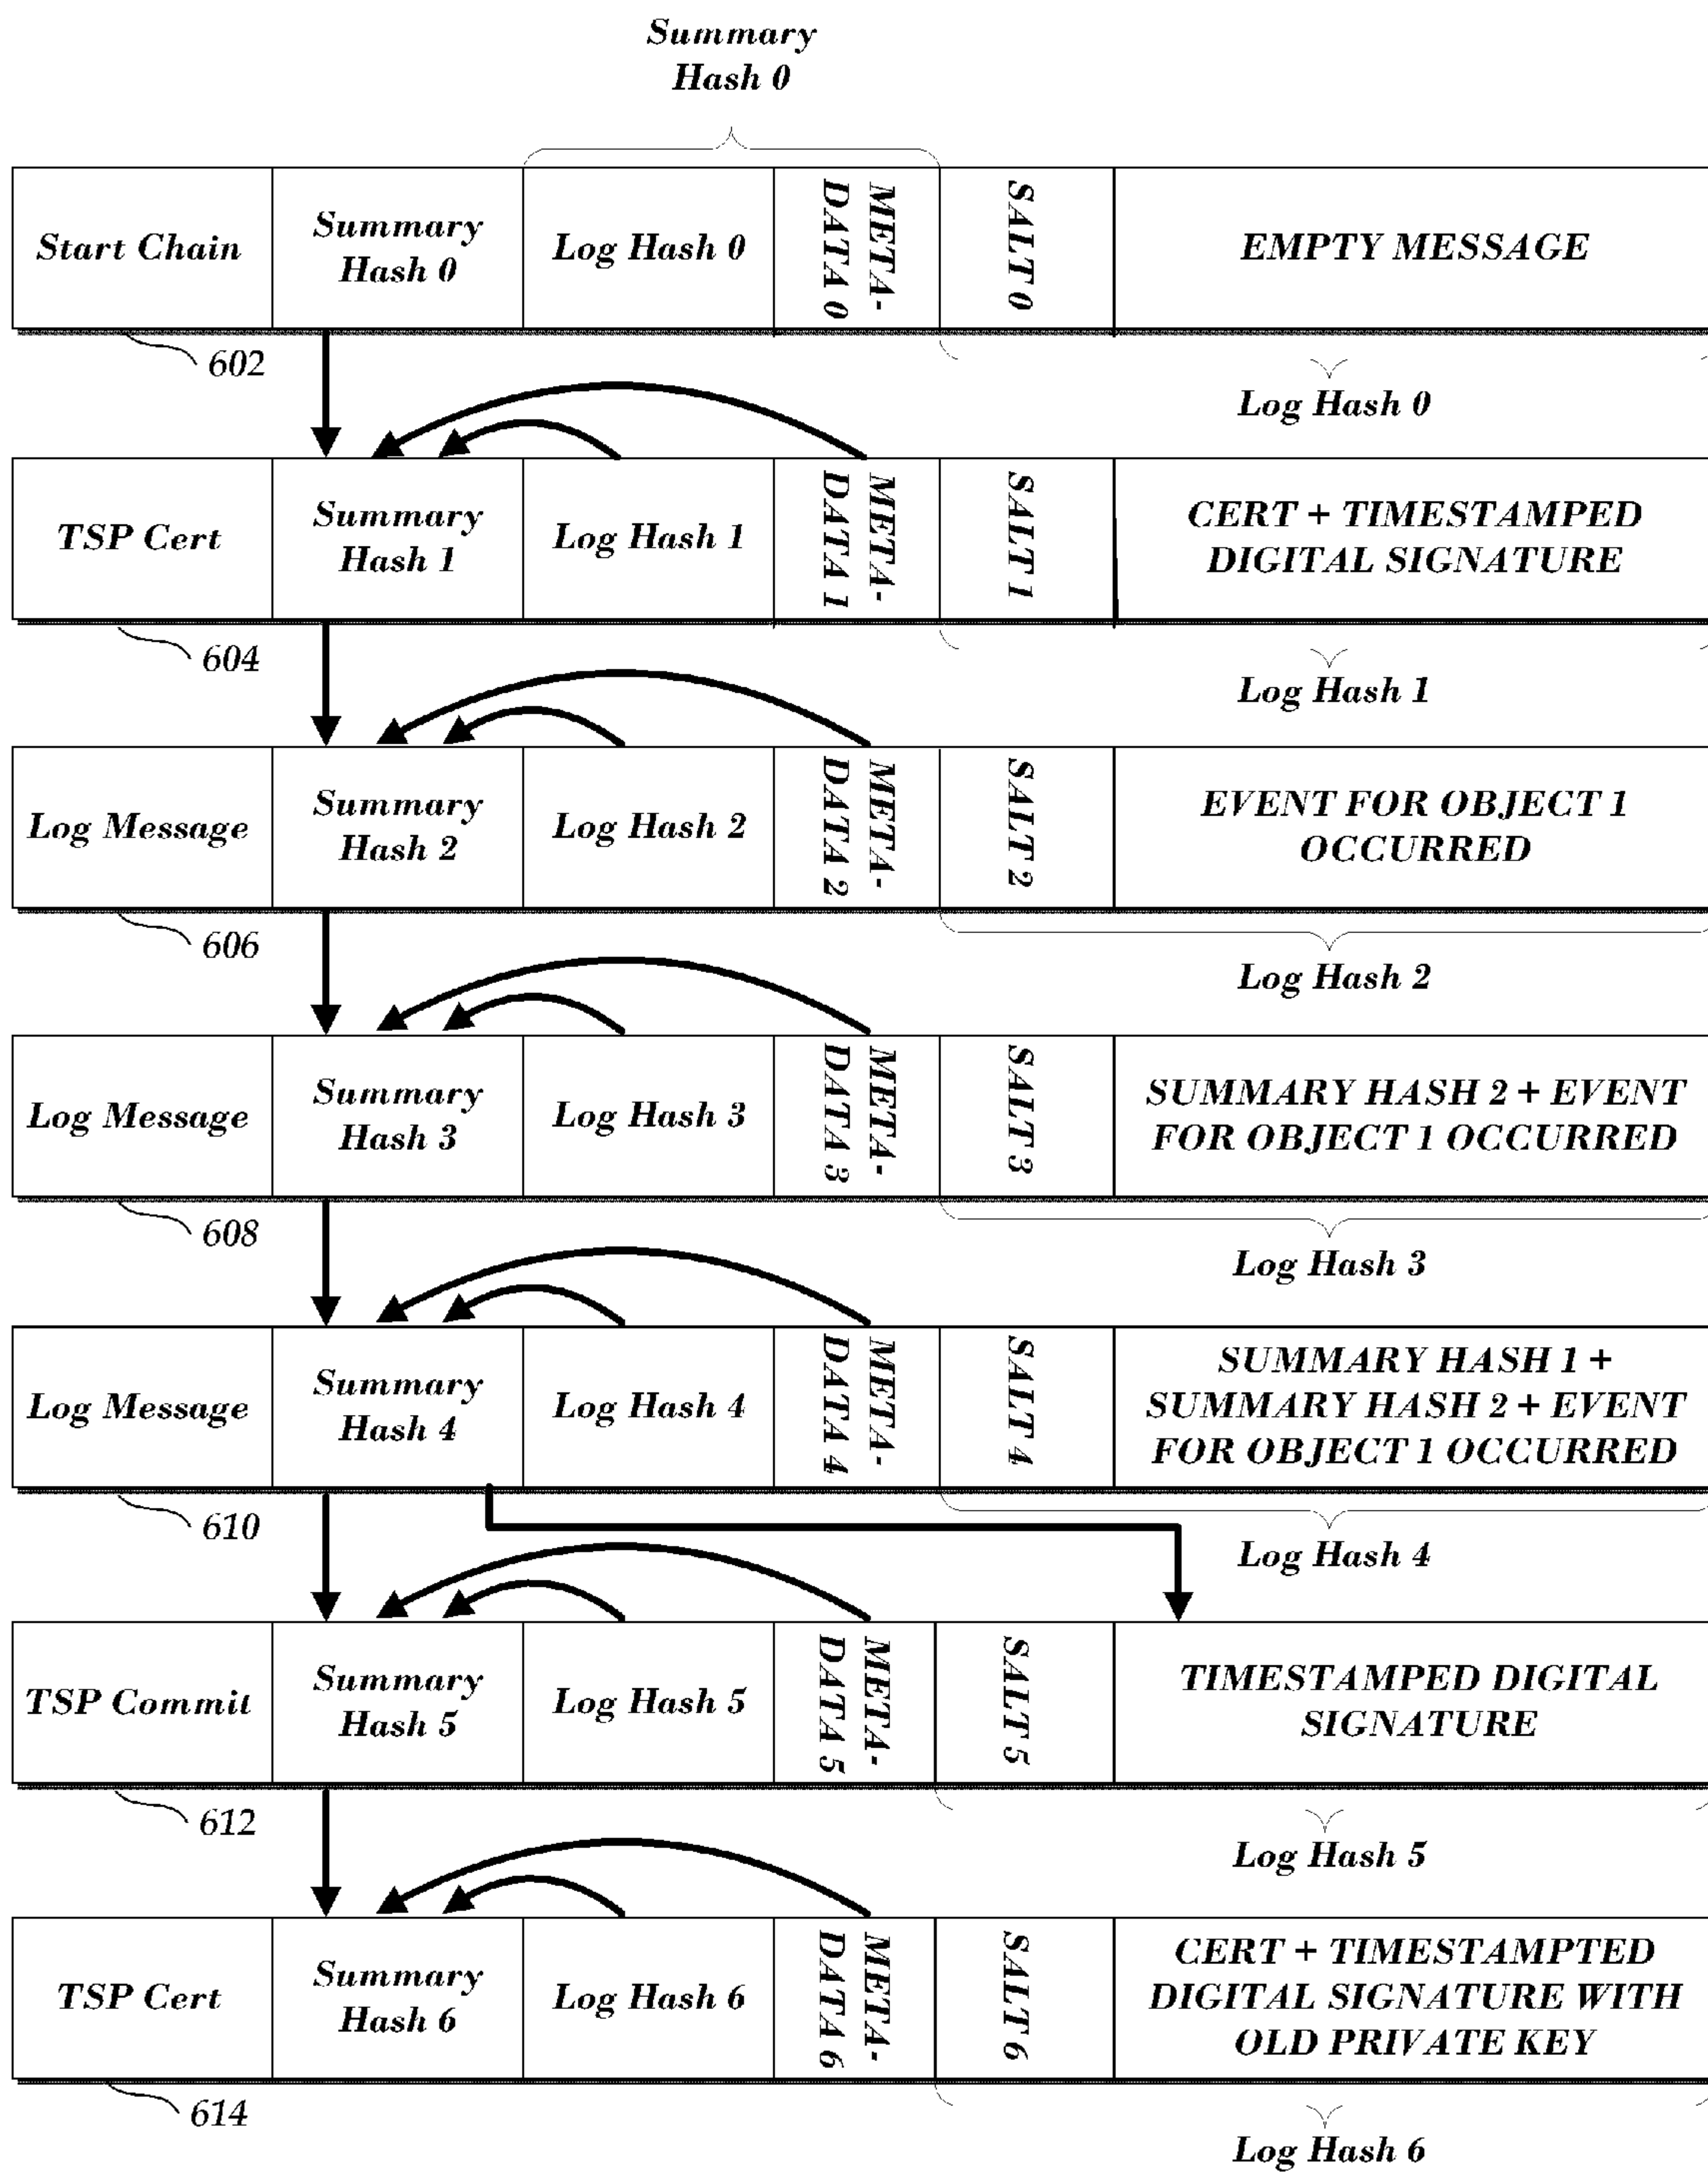 Summary
Hash 0
Start Chain
Summary
Hash 0
Log Hash 0
META-
DATA 0
SALT 0
EMPTY MESSAGE
602
Log Hash 0
TSP Cert
Summary
Hash 1
Log Hash 1
META-
DATA 1
SALT 1
CERT + TIMESTAMPED
DIGITAL SIGNATURE
604
Log Hash 1
Log Message
Summary
Hash 2
Log Hash 2
META-
DATA 2
SALT 2
EVENT FOR OBJECT 1
OCCURRED
606
Log Hash 2
Log Message
Summary
Hash 3
Log Hash 3
META-
DATA 3
SALT 3
SUMMARY HASH 2 + EVENT
FOR OBJECT 1 OCCURRED
608
Log Hash 3
Log Message
Summary
Hash 4
Log Hash 4
META-
DATA 4
SALT 4
SUMMARY HASH 1 +
SUMMARY HASH 2 + EVENT
FOR OBJECT 1 OCCURRED
610
Log Hash 4
TSP Commit
Summary
Hash 5
Log Hash 5
META-
DATA 5
SALT 5
TIMESTAMPED DIGITAL
SIGNATURE
612
Log Hash 5
TSP Cert
Summary
Hash 6
Log Hash 6
META-
DATA 6
SALT 6
CERT + TIMESTAMPTED
DIGITAL SIGNATURE WITH
OLD PRIVATE KEY
614
Log Hash 6